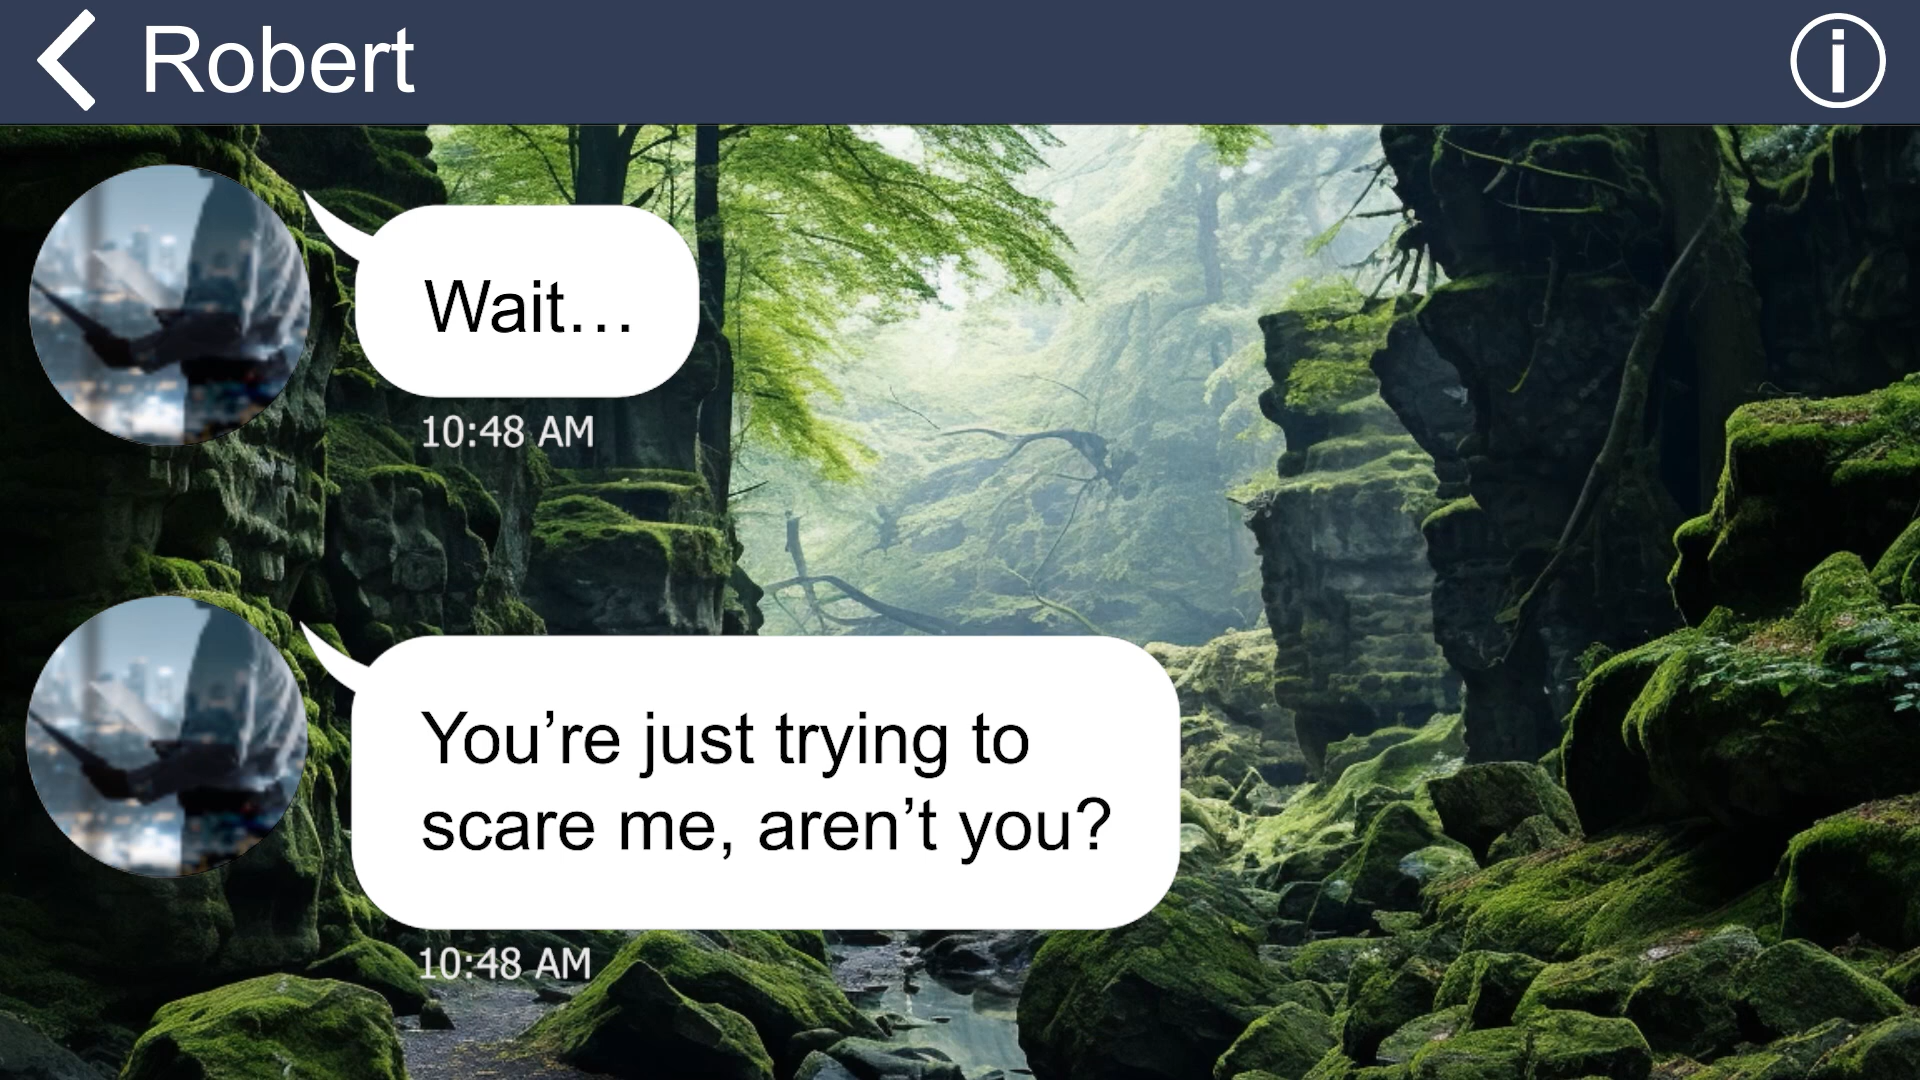 Robert
Wait…
10:48 AM
You’re just trying to
scare me, aren’t you?
10:48 AM